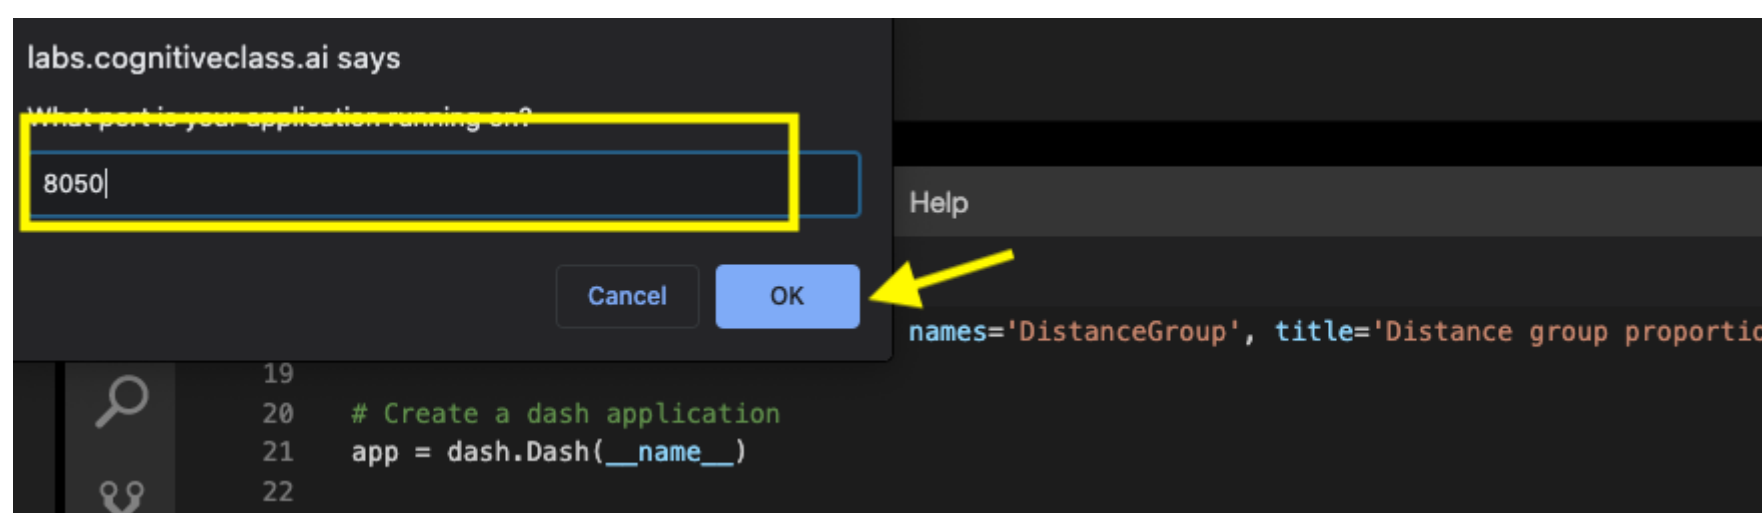 labs.cognitiveclass.ai says
What port is your application running on?
8050
Cancel
OK
Help
names='DistanceGroup', title='Distance group proportio
19
20 # Create a dash application
21 app = dash.Dash(__name__)
22